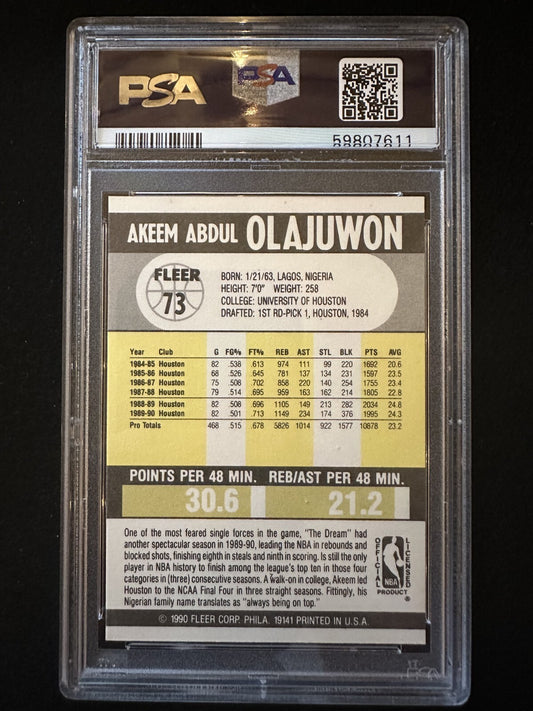 PSA
PSA
59807611
AKEEM ABDUL OLAJUWON
FLEER
73
BORN: 1/21/63, LAGOS, NIGERIA
HEIGHT: 7'0" WEIGHT: 258
COLLEGE: UNIVERSITY OF HOUSTON
DRAFTED: 1ST RD-PICK 1, HOUSTON, 1984
Year Club G FG% FT% REB AST STL BLK PTS AVG
1984-85 Houston 82 .538 .613 974 111 99 220 1692 20.6
1985-86 Houston 68 .526 .645 781 137 134 231 1597 23.5
1986-87 Houston 75 .508 .702 858 220 140 254 1755 23.4
1987-88 Houston 79 .514 .695 959 163 162 214 1805 22.8
1988-89 Houston 82 .508 .696 1105 149 213 282 2034 24.8
1989-90 Houston 82 .501 .713 1149 234 174 376 1995 24.3
Pro Totals 468 .515 .678 5826 1014 922 1577 10878 23.2
POINTS PER 48 MIN. REB/AST PER 48 MIN.
30.6 21.2
One of the most feared single forces in the game, "The Dream" had
another spectacular season in 1989-90, leading the NBA in rebounds and
blocked shots, finishing eighth in steals and ninth in scoring. Is still the only
player in NBA history to finish among the league's top ten in those four
categories in (three) consecutive seasons. A walk-on in college, Akeem led
Houston to the NCAA Final Four in three straight seasons. Fittingly, his
Nigerian family name translates as "always being on top."
OFFICIAL LICENSED
NBA
PRODUCT ®
© 1990 FLEER CORP. PHILA. 19141 PRINTED IN U.S.A.
PSA